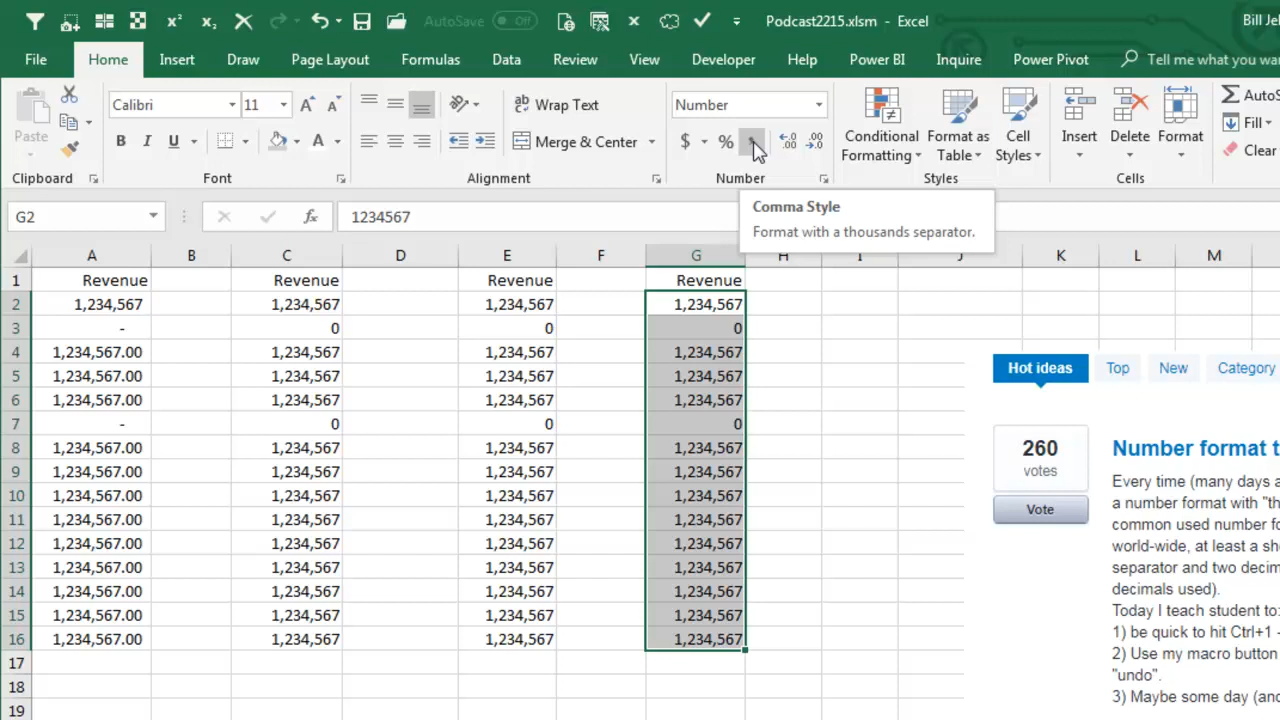 AutoSave Off
Podcast2215.xlsm - Excel
Bill Jel
File Home Insert Draw Page Layout Formulas Data Review View Developer Help Power BI Inquire Power Pivot Tell me what you wan
Paste
Calibri 11
Wrap Text
Number
B I U
Merge & Center
$ %
Conditional Formatting
Format as Table
Cell Styles
Insert Delete Format
AutoS
Fill
Clear
Clipboard Font Alignment Number Styles Cells
G2 fx 1234567
Comma Style
Format with a thousands separator.
A B C D E F G H I J K L M
1 Revenue Revenue Revenue Revenue
2 1,234,567 1,234,567 1,234,567 1,234,567
3 - 0 0 0
4 1,234,567.00 1,234,567 1,234,567 1,234,567
5 1,234,567.00 1,234,567 1,234,567 1,234,567
6 1,234,567.00 1,234,567 1,234,567 1,234,567
7 - 0 0 0
8 1,234,567.00 1,234,567 1,234,567 1,234,567
9 1,234,567.00 1,234,567 1,234,567 1,234,567
10 1,234,567.00 1,234,567 1,234,567 1,234,567
11 1,234,567.00 1,234,567 1,234,567 1,234,567
12 1,234,567.00 1,234,567 1,234,567 1,234,567
13 1,234,567.00 1,234,567 1,234,567 1,234,567
14 1,234,567.00 1,234,567 1,234,567 1,234,567
15 1,234,567.00 1,234,567 1,234,567 1,234,567
16 1,234,567.00 1,234,567 1,234,567 1,234,567
17
18
19
Hot ideas Top New Category
260
votes
Vote
Number format t
Every time (many days a
a number format with "th
common used number fo
world-wide, at least a sh
separator and two decim
decimals used).
Today I teach student to:
1) be quick to hit Ctrl+1 -
2) Use my macro button
"undo".
3) Maybe some day (and